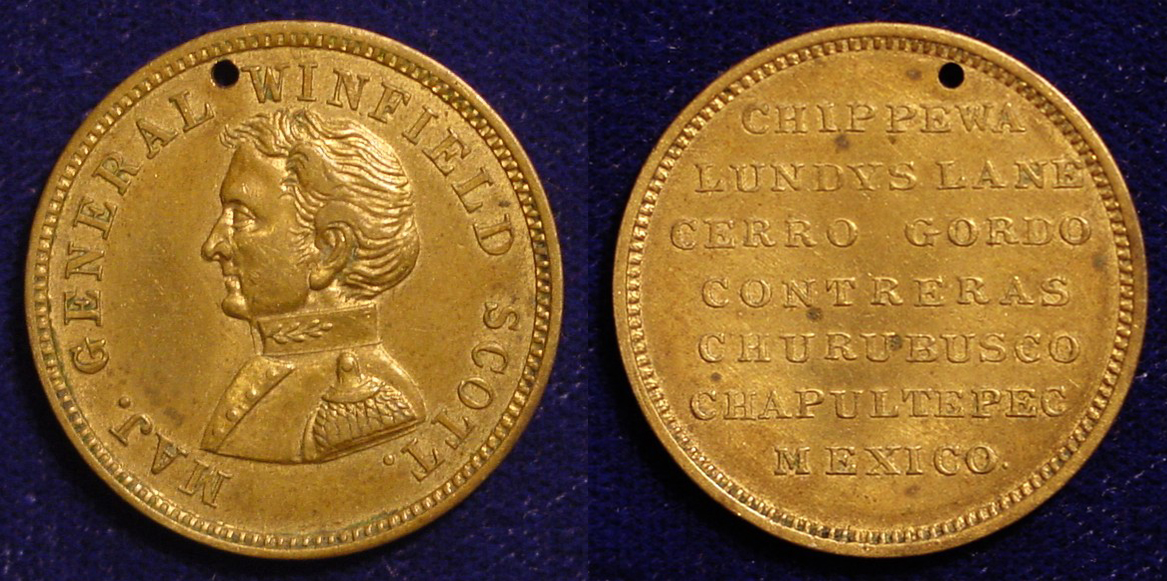 MAJ. GENERAL WINFIELD SCOTT.
CHIPPEWA
LUNDYS LANE
CERRO GORDO
CONTRERAS
CHURUBUSCO
CHAPULTEPEC
MEXICO.